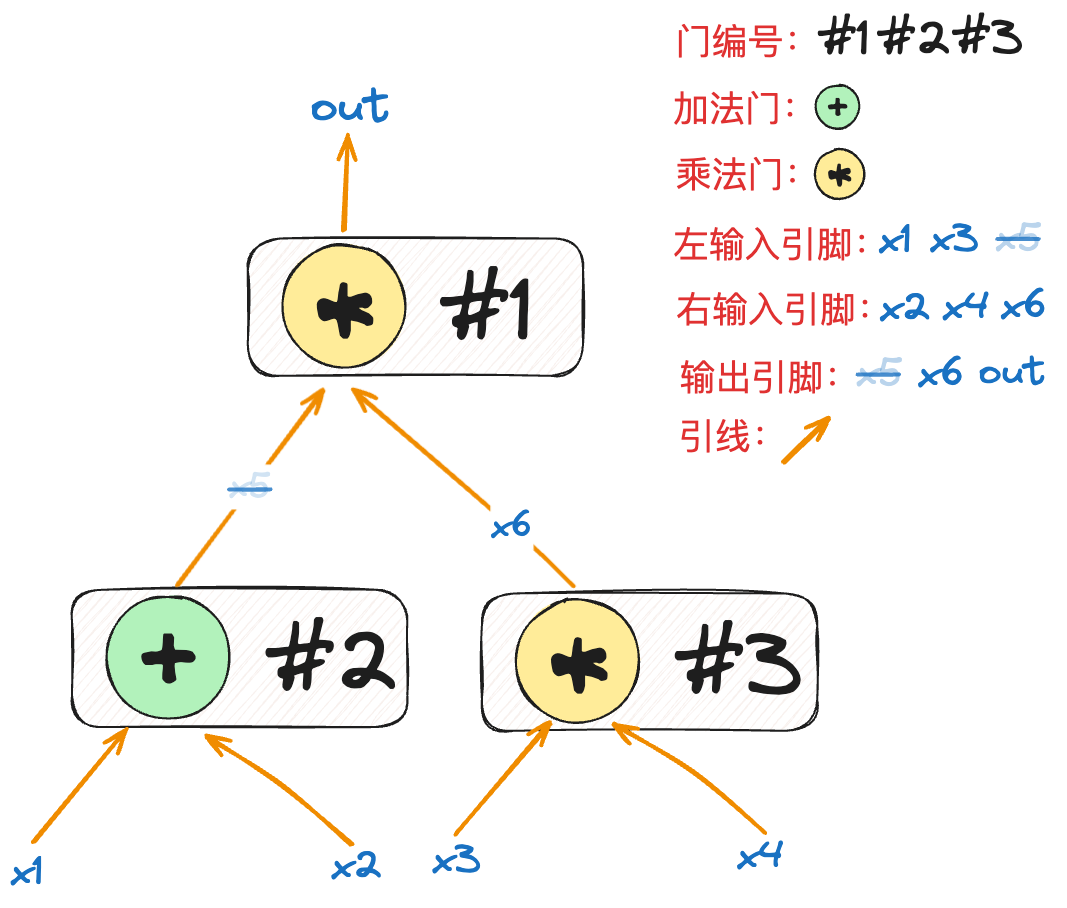 门编号：#1 #2 #3
加法门：+
乘法门：*
左输入引脚：x1 x3 x5
右输入引脚：x2 x4 x6
输出引脚：x5 x6 out
引线：
out
* #1
x5
x6
+ #2
* #3
x1
x2
x3
x4